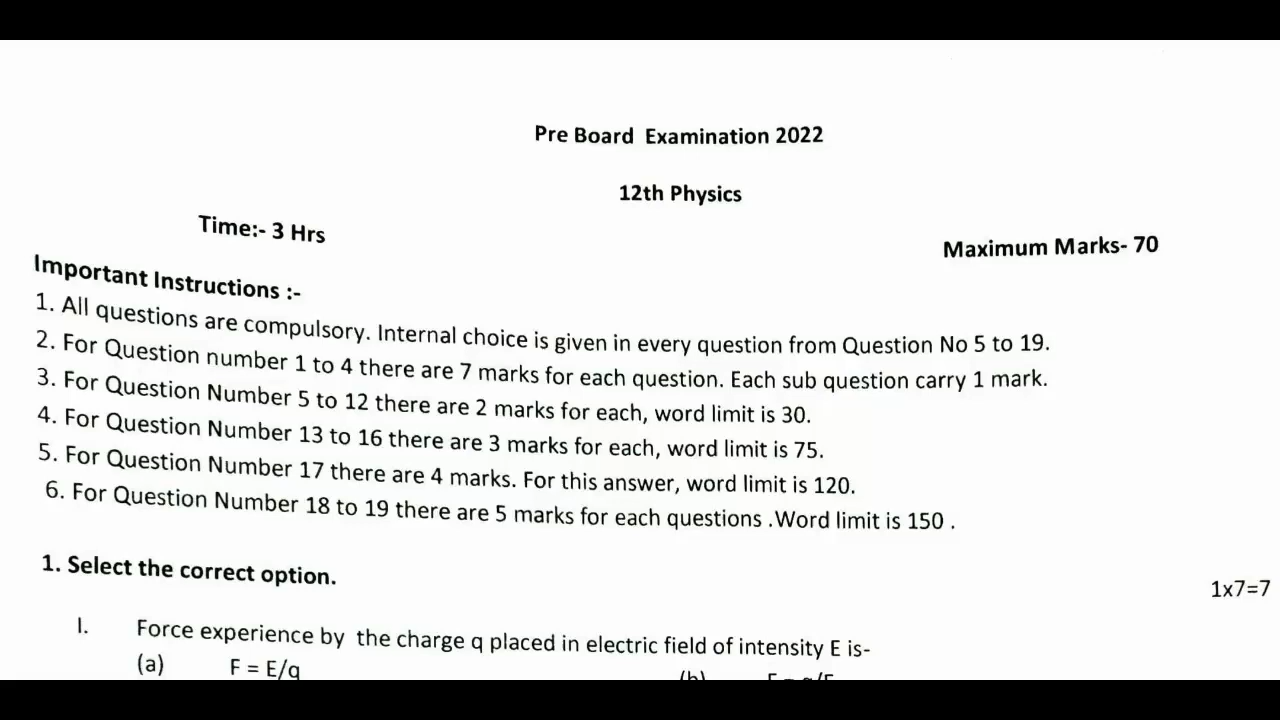 Pre Board Examination 2022
12th Physics
Time:- 3 Hrs
Maximum Marks- 70
Important Instructions :-
1. All questions are compulsory. Internal choice is given in every question from Question No 5 to 19.
2. For Question number 1 to 4 there are 7 marks for each question. Each sub question carry 1 mark.
3. For Question Number 5 to 12 there are 2 marks for each, word limit is 30.
4. For Question Number 13 to 16 there are 3 marks for each, word limit is 75.
5. For Question Number 17 there are 4 marks. For this answer, word limit is 120.
6. For Question Number 18 to 19 there are 5 marks for each questions .Word limit is 150 .
1. Select the correct option.
1x7=7
I. Force experience by the charge q placed in electric field of intensity E is-
(a) F = E/q
(b)